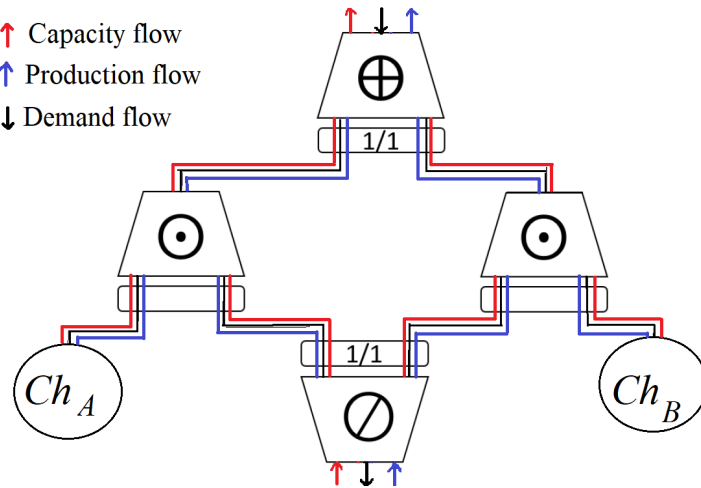 Capacity flow
Production flow
Demand flow
1/1
1/1
Ch A
Ch B